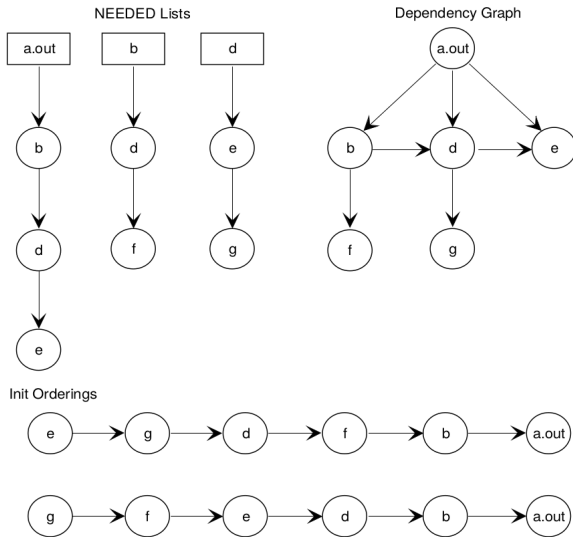 NEEDED Lists
Dependency Graph
a.out b d
a.out
b d e
b d e
d f g
f g
e
Init Orderings
e g d f b a.out
g f e d b a.out